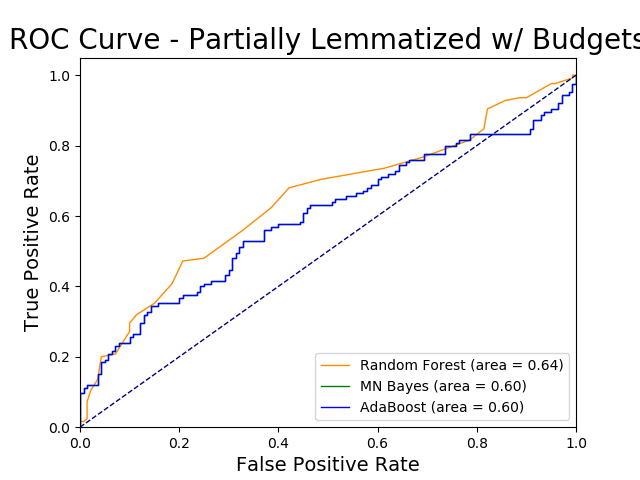 ROC Curve - Partially Lemmatized w/ Budgets
1.0
0.8
0.6
0.4
0.2
0.0
True Positive Rate
Random Forest (area = 0.64)
MN Bayes (area = 0.60)
AdaBoost (area = 0.60)
0.0 0.2 0.4 0.6 0.8 1.0
False Positive Rate